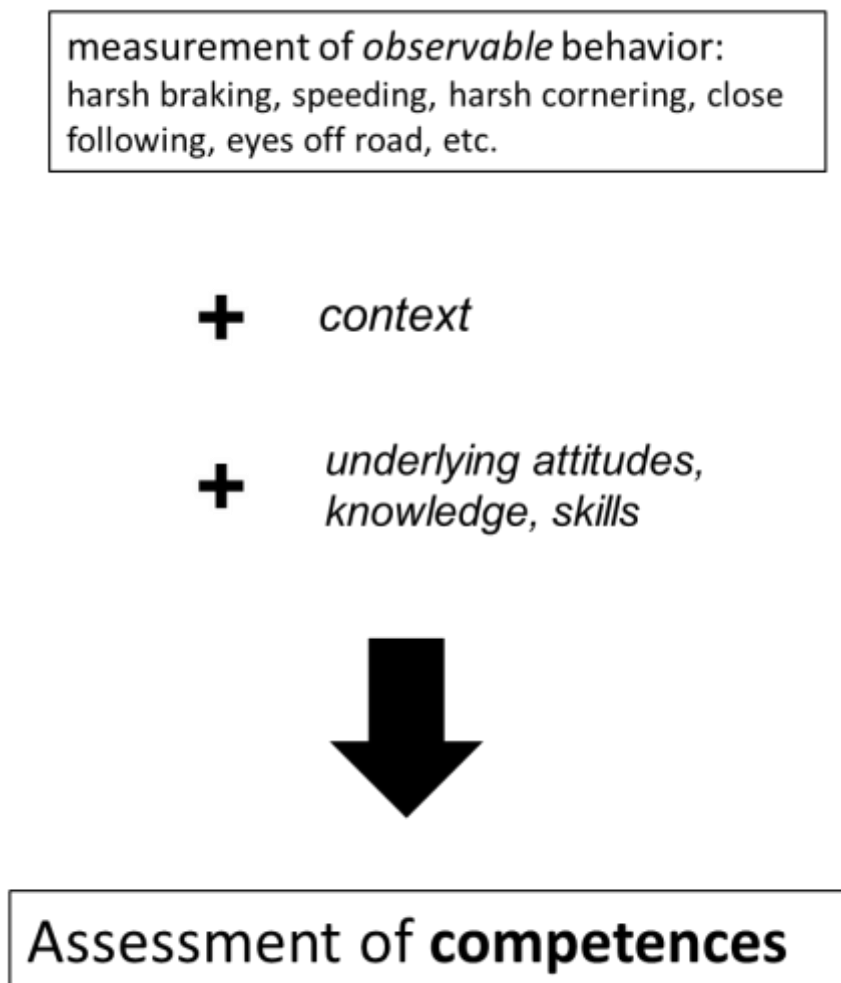 measurement of observable behavior:
harsh braking, speeding, harsh cornering, close
following, eyes off road, etc.
+ context
+ underlying attitudes,
knowledge, skills
Assessment of competences